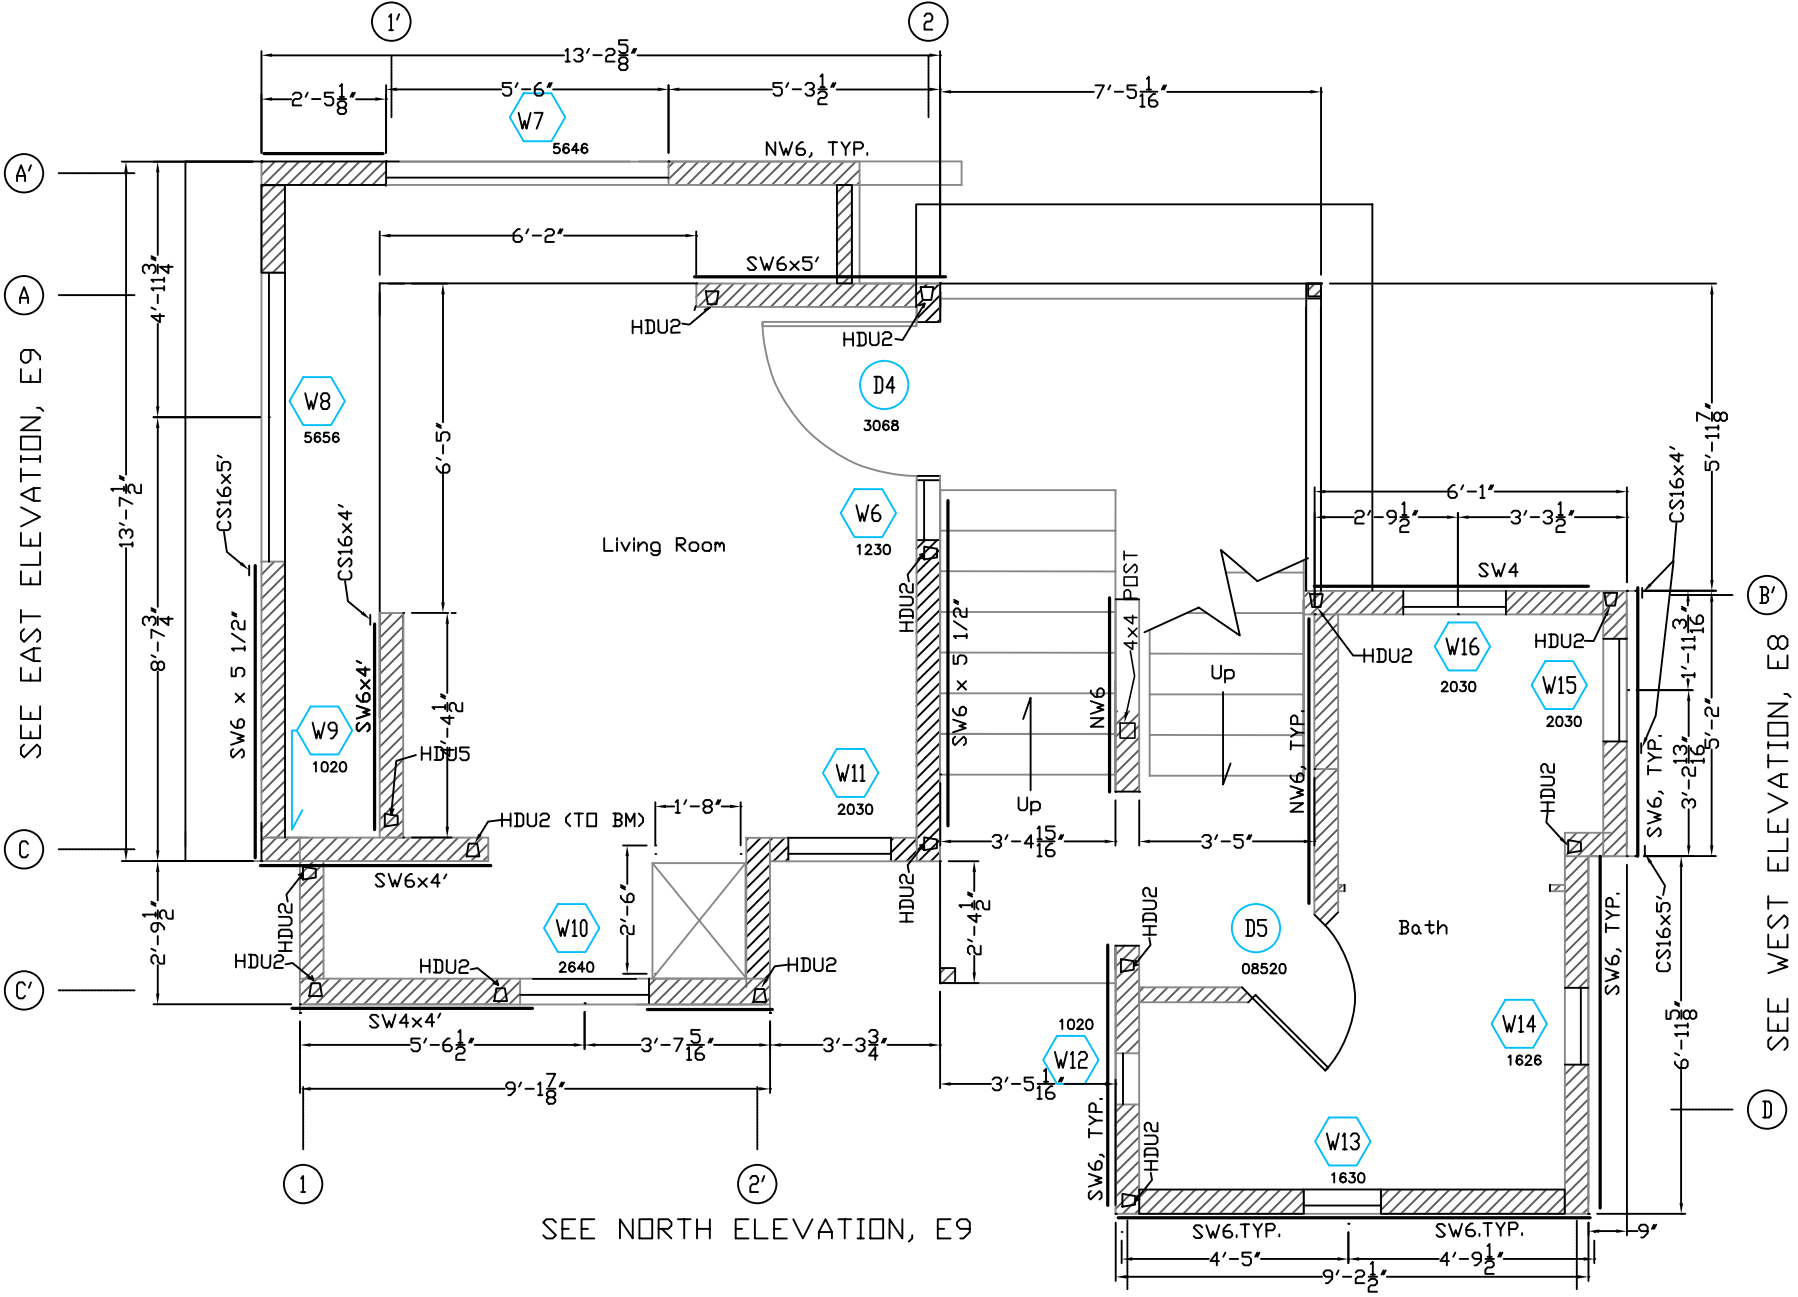 1'
2
13'-2 5/8"
2'-5 1/8"
5'-6"
5'-3 1/2"
7'-5 1/16"
W7
5646
NW6, TYP.
A'
6'-2"
SW6x5'
4'-11 3/4"
A
HDU2
HDU2
SEE EAST ELEVATION, E9
W8
5656
D4
3068
6'-5"
5'-11 7/8"
13'-7 1/2"
CS16x5'
CS16x4'
CS16x4'
6'-1"
2'-9 1/2"
3'-3 1/2"
W6
1230
Living Room
HDU2
4x4 POST
SW4
B'
8'-7 3/4"
SW6 x 5 1/2"
SW6x4'
SW6 x 5 1/2"
NW6
Up
HDU2
HDU2
W16
2030
W15
2030
1'-11 3/16"
5'-2"
3'-2 13/16"
SEE WEST ELEVATION, E8
4'-4 1/2"
W9
1020
HDU5
W11
2030
NW6, TYP.
SW6, TYP.
HDU2
Up
1'-8"
HDU2 (TO BM)
C
3'-4 15/16"
3'-5"
SW6x4'
HDU2
HDU2
2'-9 1/2"
2'-6"
2'-4 1/2"
HDU2
W10
2640
D5
08520
Bath
CS16x5'
SW6, TYP.
HDU2
HDU2
HDU2
C'
SW4x4'
5'-6 1/2"
3'-7 5/16"
3'-3 3/4"
1020
W12
W14
1626
6'-11 5/8"
9'-1 7/8"
3'-5 1/16"
SW6, TYP.
HDU2
D
W13
1630
1
2'
SEE NORTH ELEVATION, E9
SW6.TYP.
SW6.TYP.
9"
4'-5"
4'-9 1/2"
9'-2 1/2"